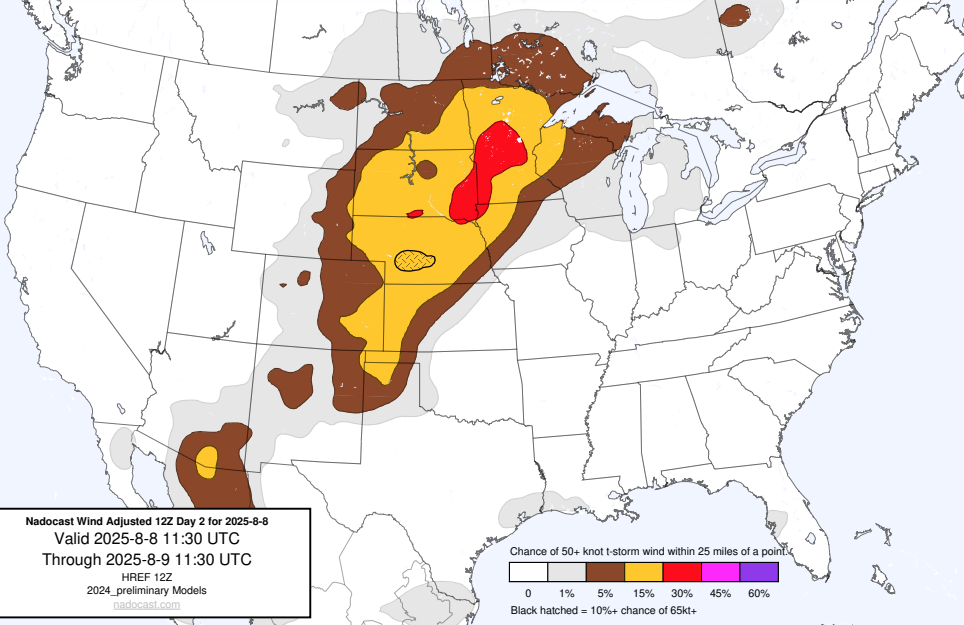 Nadocast Wind Adjusted 12Z Day 2 for 2025-8-8
Valid 2025-8-8 11:30 UTC
Through 2025-8-9 11:30 UTC
HREF 12Z
2024_preliminary Models
nadocast.com
Chance of 50+ knot t-storm wind within 25 miles of a point.
0 1% 5% 15% 30% 45% 60%
Black hatched = 10%+ chance of 65kt+